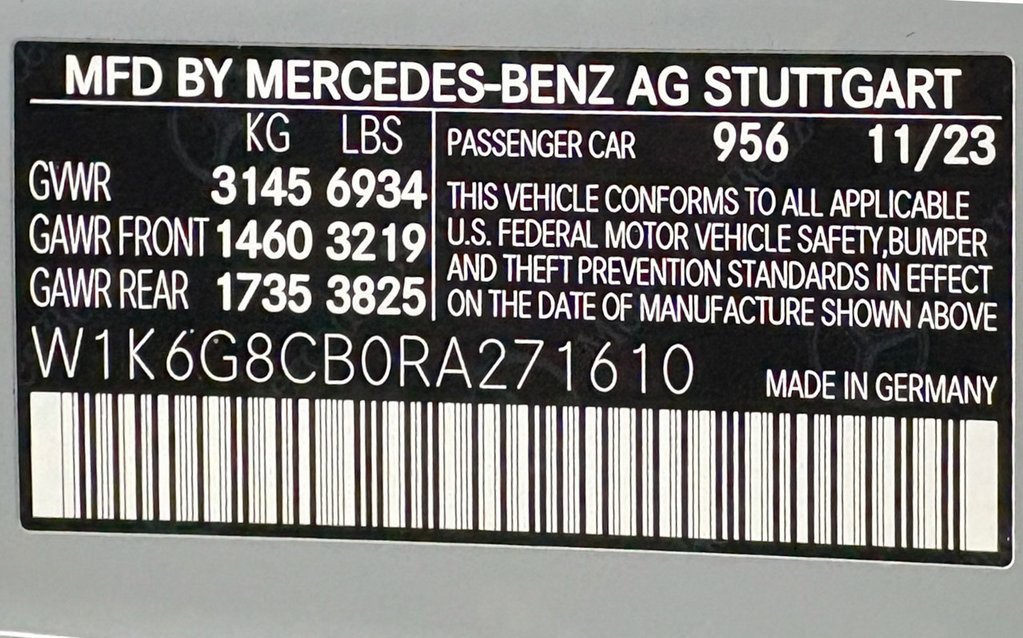 MFD BY MERCEDES-BENZ AG STUTTGART
KG LBS
GVWR 3145 6934
GAWR FRONT 1460 3219
GAWR REAR 1735 3825
PASSENGER CAR 956 11/23
THIS VEHICLE CONFORMS TO ALL APPLICABLE
U.S. FEDERAL MOTOR VEHICLE SAFETY,BUMPER
AND THEFT PREVENTION STANDARDS IN EFFECT
ON THE DATE OF MANUFACTURE SHOWN ABOVE
W1K6G8CB0RA271610
MADE IN GERMANY